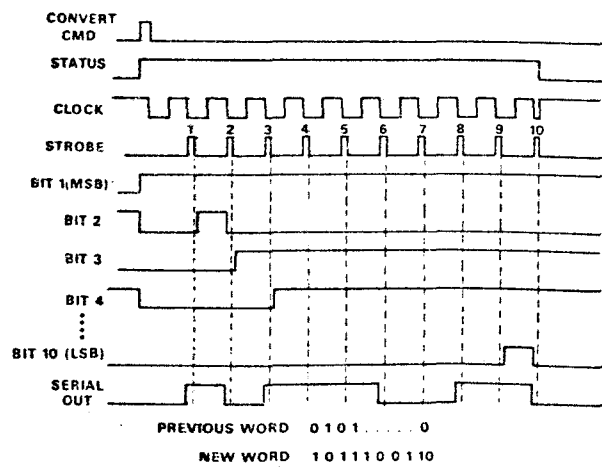 CONVERT
CMD
STATUS
CLOCK
1 2 3 4 5 6 7 8 9 10
STROBE
BIT 1(MSB)
BIT 2
BIT 3
BIT 4
BIT 10 (LSB)
SERIAL
OUT
PREVIOUS WORD 0 1 0 1 . . . . . 0
NEW WORD 1 0 1 1 1 0 0 1 1 0